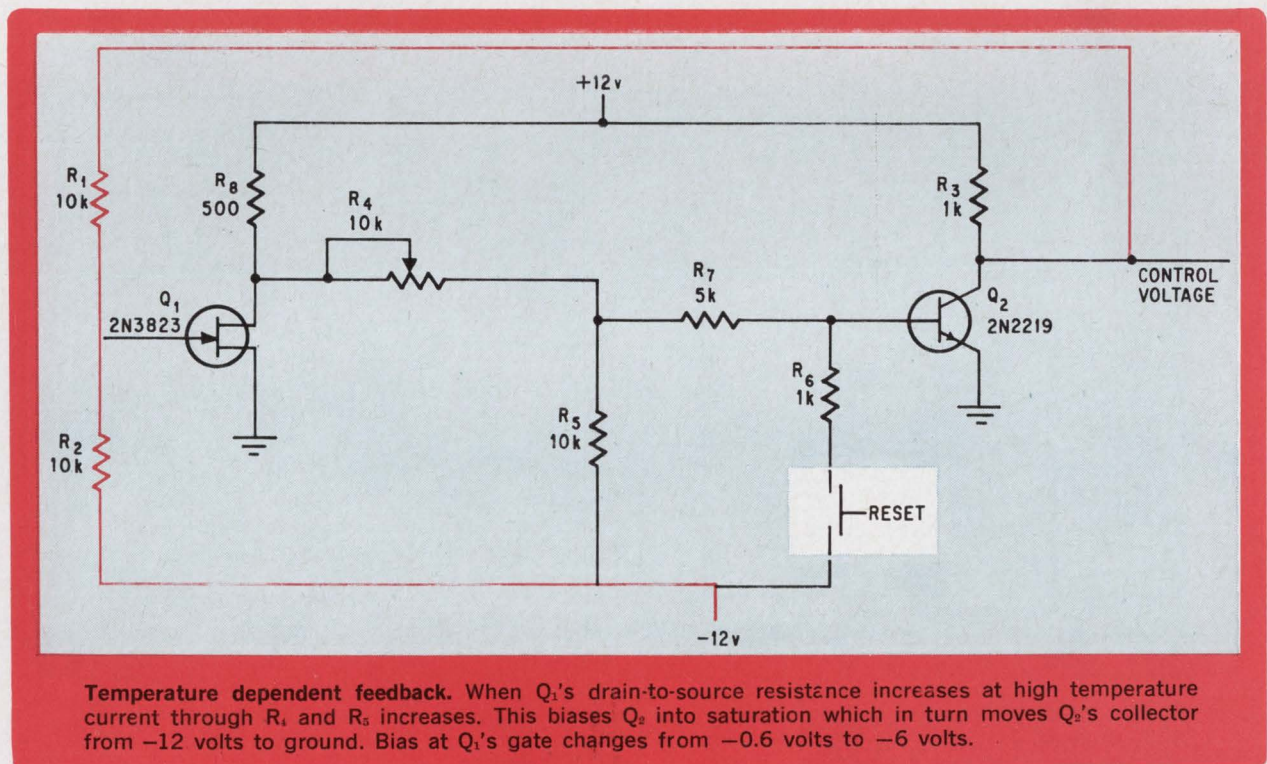 +12v
R1
10k
R8
500
R4
10k
R3
1k
CONTROL
VOLTAGE
Q1
2N3823
R7
5k
Q2
2N2219
R6
1k
R2
10k
R5
10k
RESET
−12v
Temperature dependent feedback. When Q₁'s drain-to-source resistance increases at high temperature
current through R₄ and R₅ increases. This biases Q₂ into saturation which in turn moves Q₂'s collector
from −12 volts to ground. Bias at Q₁'s gate changes from −0.6 volts to −6 volts.